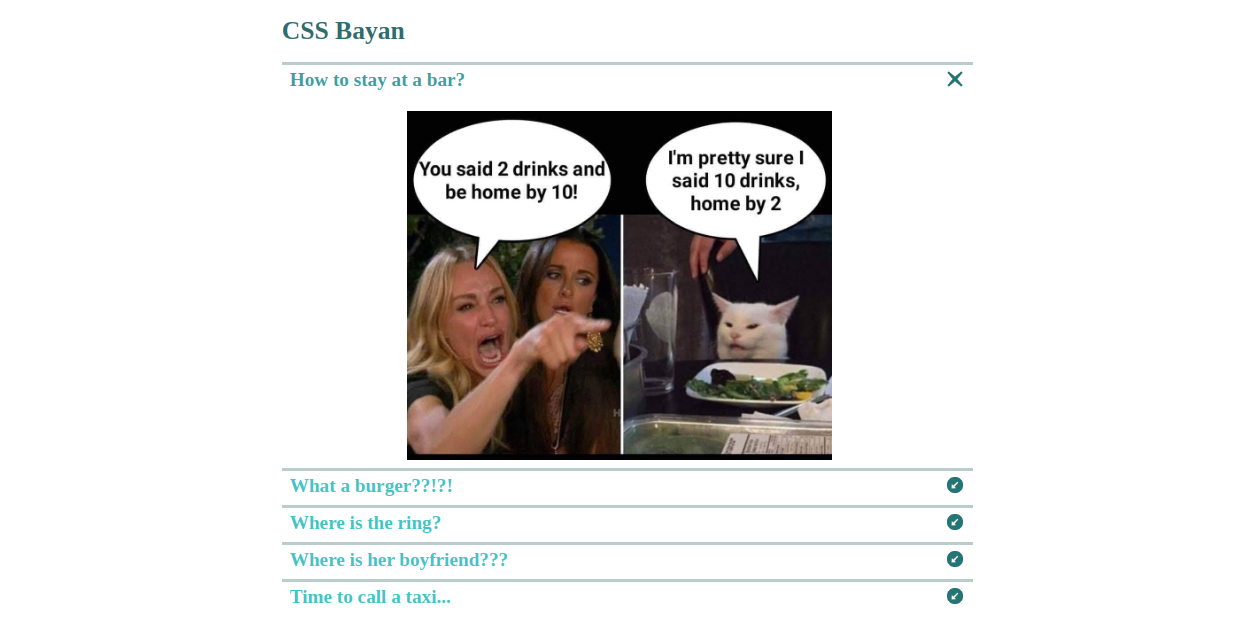 CSS Bayan
How to stay at a bar?
You said 2 drinks and
be home by 10!
I'm pretty sure I
said 10 drinks,
home by 2
What a burger??!?!
Where is the ring?
Where is her boyfriend???
Time to call a taxi...